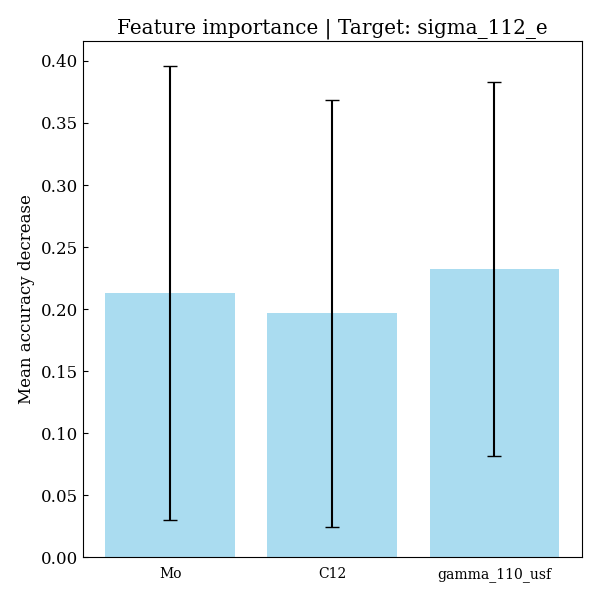 Feature importance | Target: sigma_112_e
Mean accuracy decrease
0.40
0.35
0.30
0.25
0.20
0.15
0.10
0.05
0.00
Mo
C12
gamma_110_usf